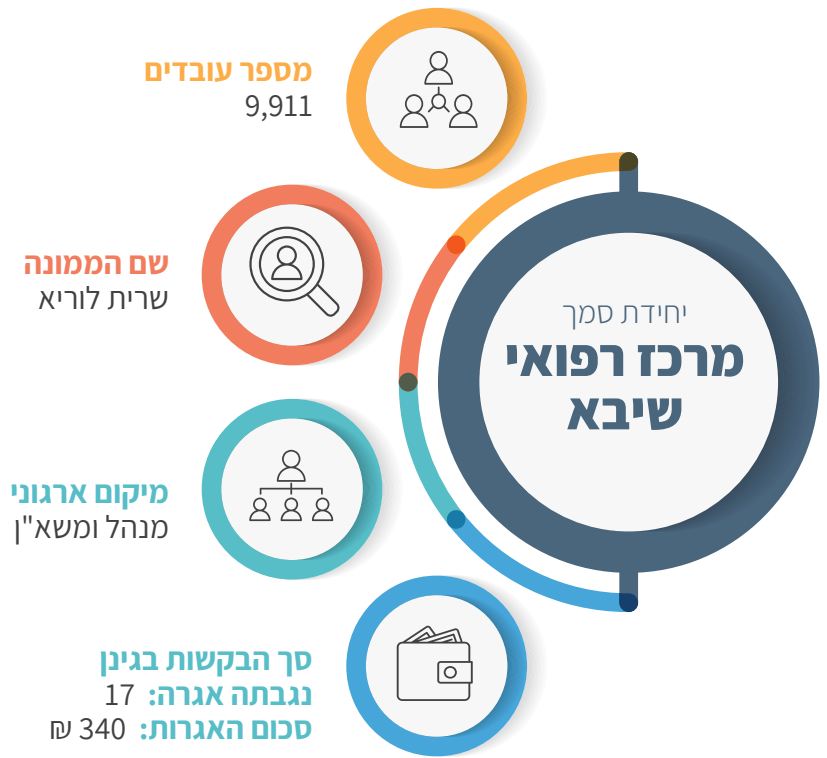 יחידת סמך
מרכז רפואי
שיבא
מספר עובדים
9,911
שם הממונה
שרית לוריא
מיקום ארגוני
מנהל ומשא"ן
סך הבקשות בגינן
נגבתה אגרה: 17
סכום האגרות: 340 ₪